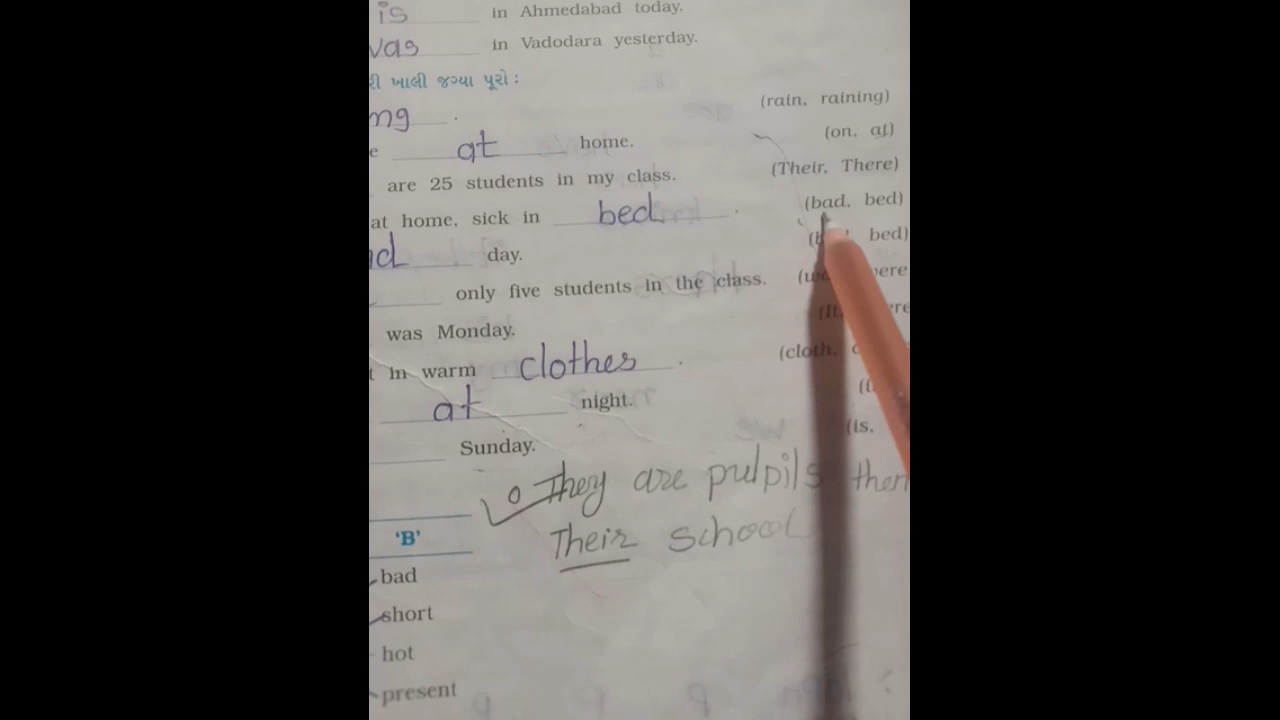 is in Ahmedabad today.
was in Vadodara yesterday.
ખાલી જગ્યા પૂરો :
ng . (rain, raining)
e at home. (on, at)
are 25 students in my class. (Their, There)
at home, sick in bed . (bad, bed)
day. bed)
only five students in the class.
was Monday. (It,
in warm clothes . (cloth,
at night.
Sunday. (is,
They are pulpils
Their school
'B'
bad
short
hot
present